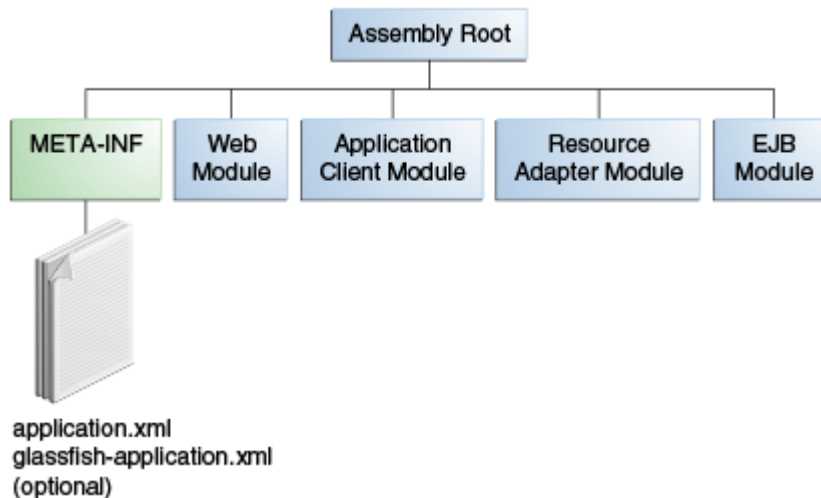 Assembly Root
META-INF
Web
Module
Application
Client Module
Resource
Adapter Module
EJB
Module
application.xml
glassfish-application.xml
(optional)